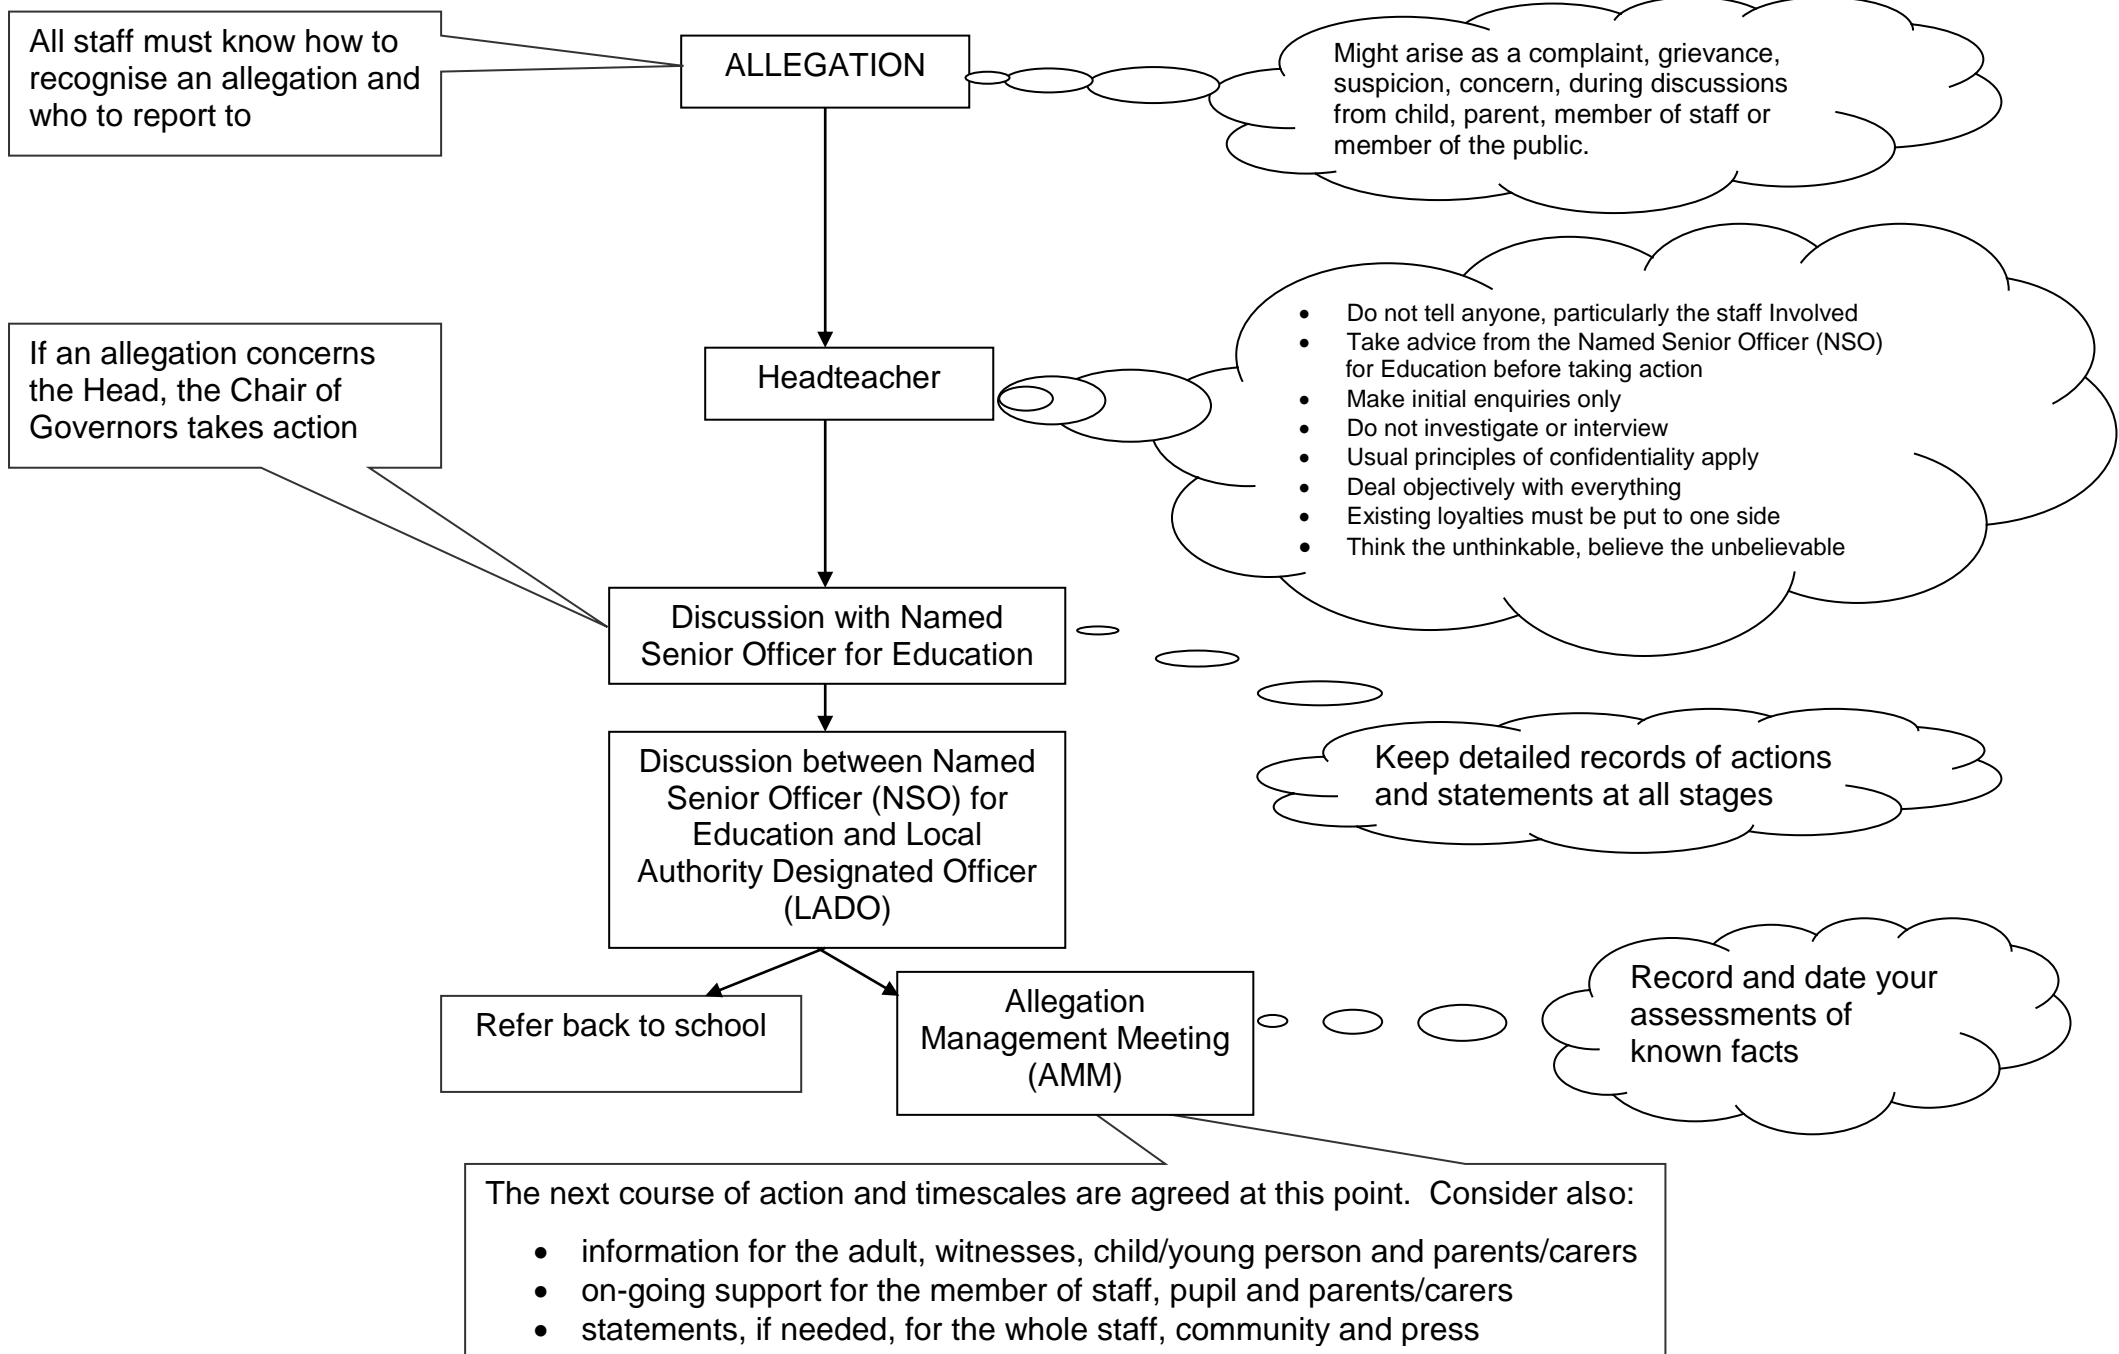 All staff must know how to
recognise an allegation and
who to report to
ALLEGATION
Might arise as a complaint, grievance,
suspicion, concern, during discussions
from child, parent, member of staff or
member of the public.
If an allegation concerns
the Head, the Chair of
Governors takes action
Headteacher
• Do not tell anyone, particularly the staff Involved
• Take advice from the Named Senior Officer (NSO)
for Education before taking action
• Make initial enquiries only
• Do not investigate or interview
• Usual principles of confidentiality apply
• Deal objectively with everything
• Existing loyalties must be put to one side
• Think the unthinkable, believe the unbelievable
Discussion with Named
Senior Officer for Education
Keep detailed records of actions
and statements at all stages
Discussion between Named
Senior Officer (NSO) for
Education and Local
Authority Designated Officer
(LADO)
Refer back to school
Allegation
Management Meeting
(AMM)
Record and date your
assessments of
known facts
The next course of action and timescales are agreed at this point.  Consider also:
• information for the adult, witnesses, child/young person and parents/carers
• on-going support for the member of staff, pupil and parents/carers
• statements, if needed, for the whole staff, community and press